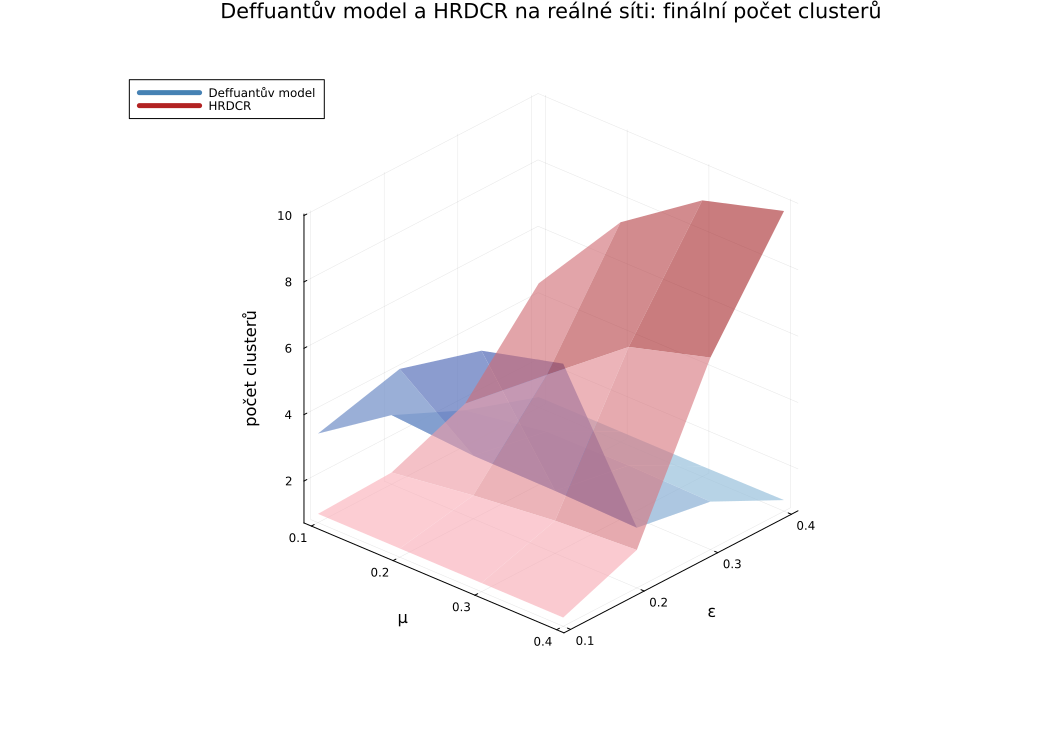 Deffuantův model a HRDCR na reálné síti: finální počet clusterů
Deffuantův model
HRDCR
10
8
6
4
2
počet clusterů
0.1
0.2
0.3
0.4
μ
0.1
0.2
0.3
0.4
ε